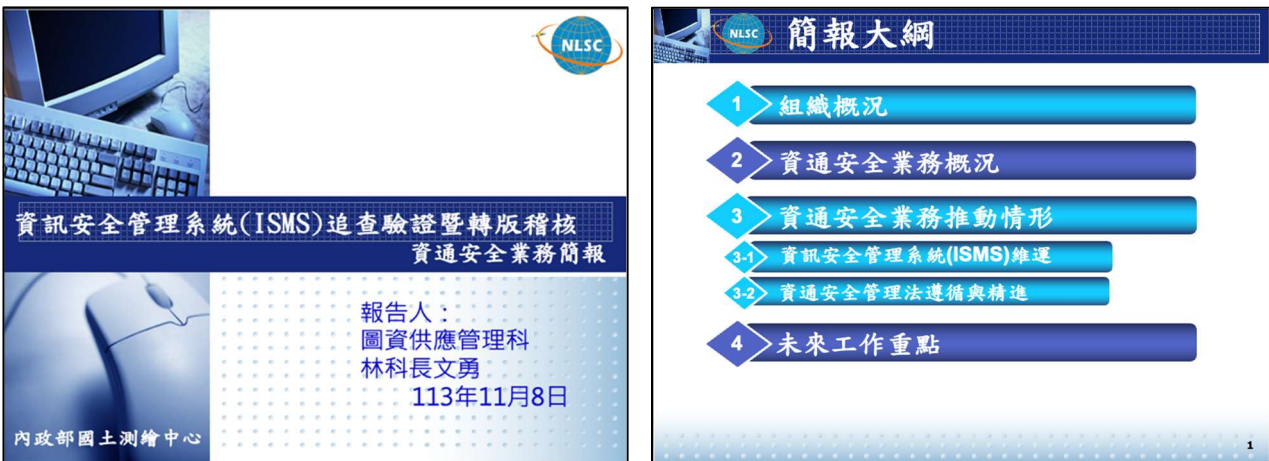 NLSC
資訊安全管理系統(ISMS)追查驗證暨轉版稽核
資通安全業務簡報
報告人：
圖資供應管理科
林科長文勇
113年11月8日
內政部國土測繪中心
NLSC
簡報大綱
1 組織概況
2 資通安全業務概況
3 資通安全業務推動情形
3-1 資訊安全管理系統(ISMS)維運
3-2 資通安全管理法遵循與精進
4 未來工作重點
1